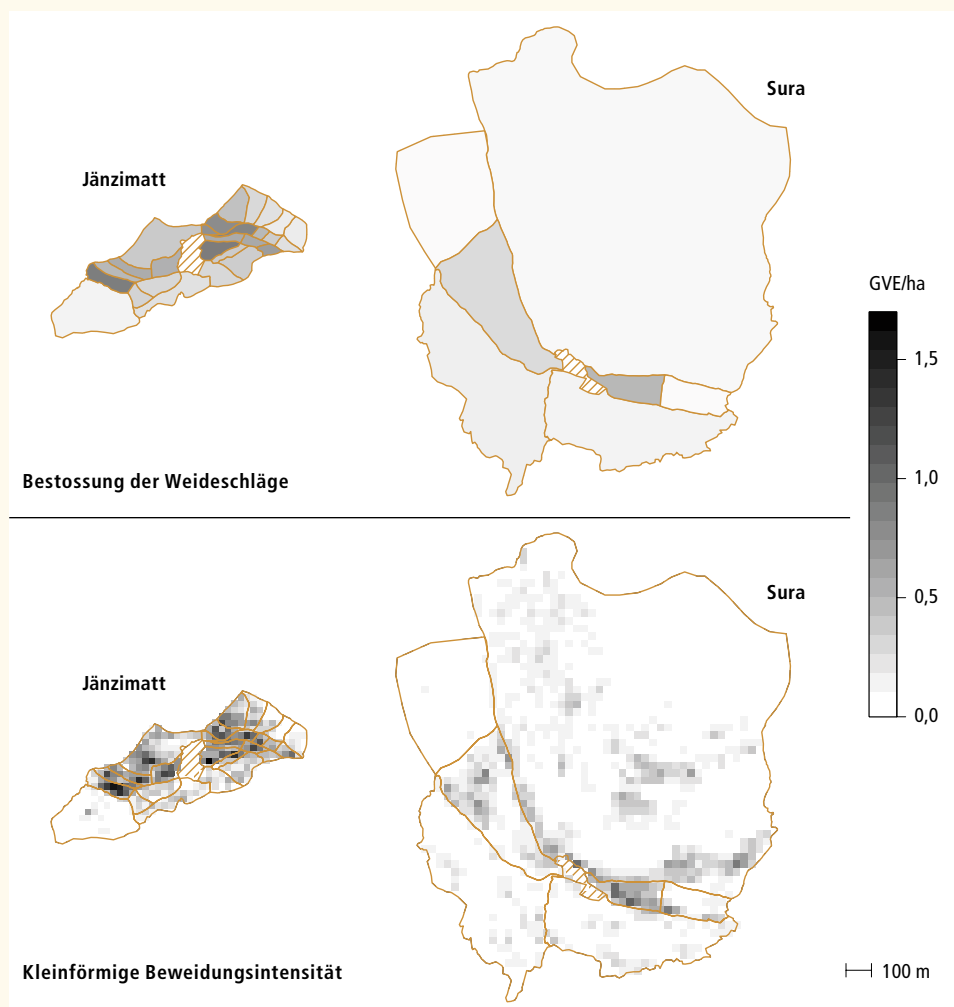 Sura
Jänzimatt
GVE/ha
1,5
1,0
0,5
0,0
Bestossung der Weideschläge
Sura
Jänzimatt
Kleinförmige Beweidungsintensität
100 m